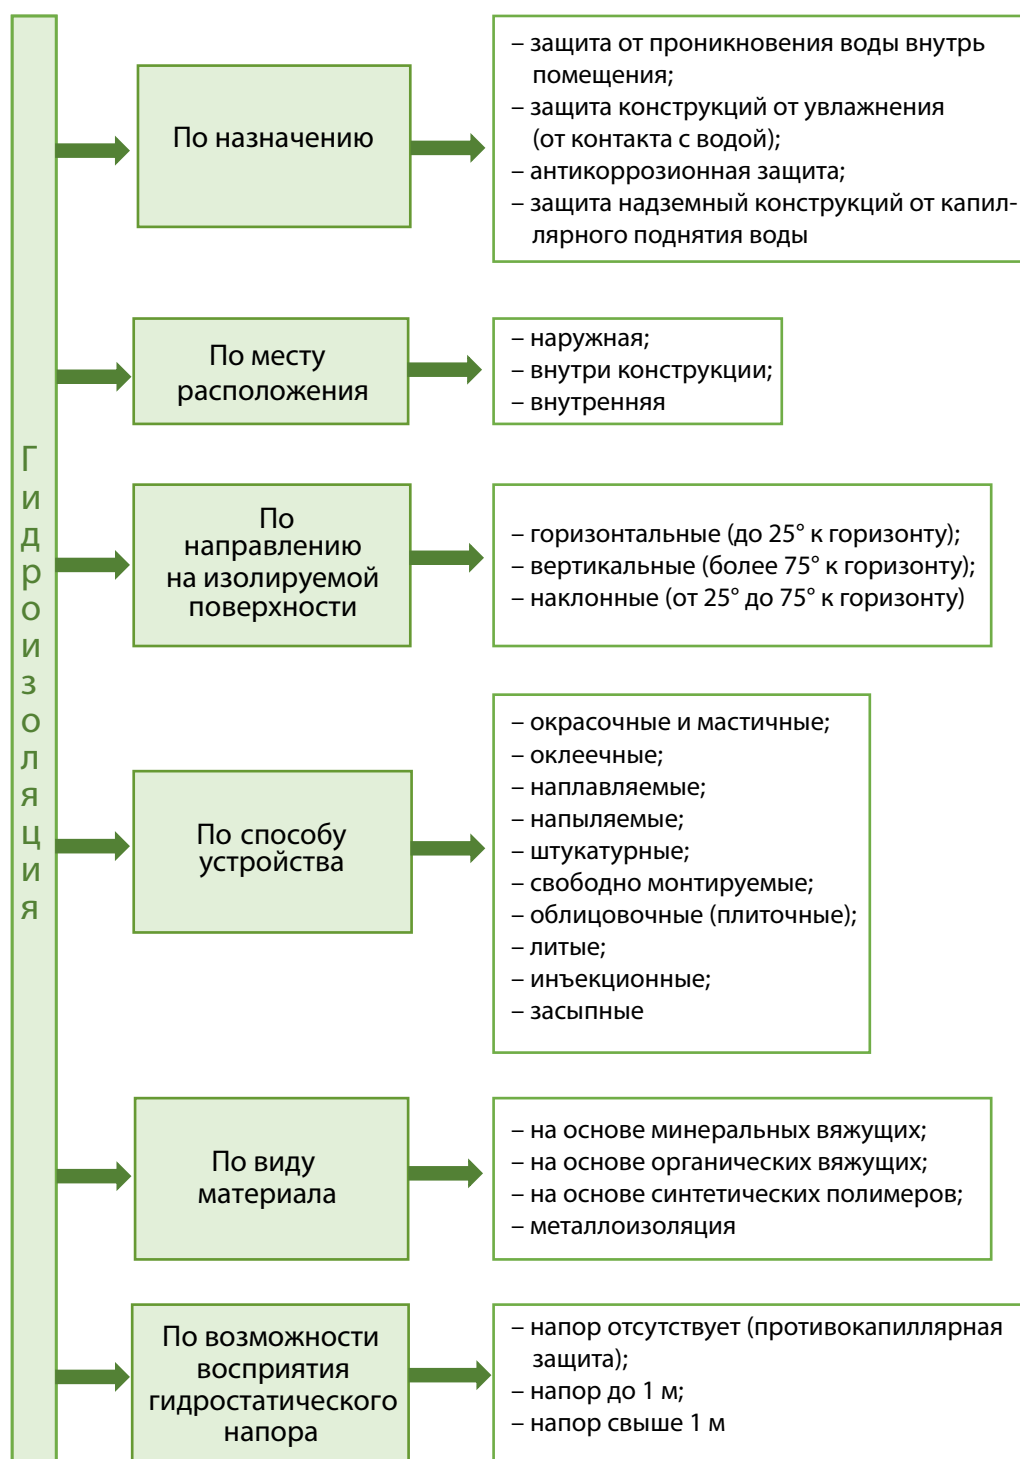 Гидроизоляция
По назначению
– защита от проникновения воды внутрь
помещения;
– защита конструкций от увлажнения
(от контакта с водой);
– антикоррозионная защита;
– защита надземный конструкций от капил-
лярного поднятия воды
По месту
расположения
– наружная;
– внутри конструкции;
– внутренняя
По
направлению
на изолируемой
поверхности
– горизонтальные (до 25° к горизонту);
– вертикальные (более 75° к горизонту);
– наклонные (от 25° до 75° к горизонту)
По способу
устройства
– окрасочные и мастичные;
– оклеечные;
– наплавляемые;
– напыляемые;
– штукатурные;
– свободно монтируемые;
– облицовочные (плиточные);
– литые;
– инъекционные;
– засыпные
По виду
материала
– на основе минеральных вяжущих;
– на основе органических вяжущих;
– на основе синтетических полимеров;
– металлоизоляция
По возможности
восприятия
гидростатического
напора
– напор отсутствует (противокапиллярная
защита);
– напор до 1 м;
– напор свыше 1 м